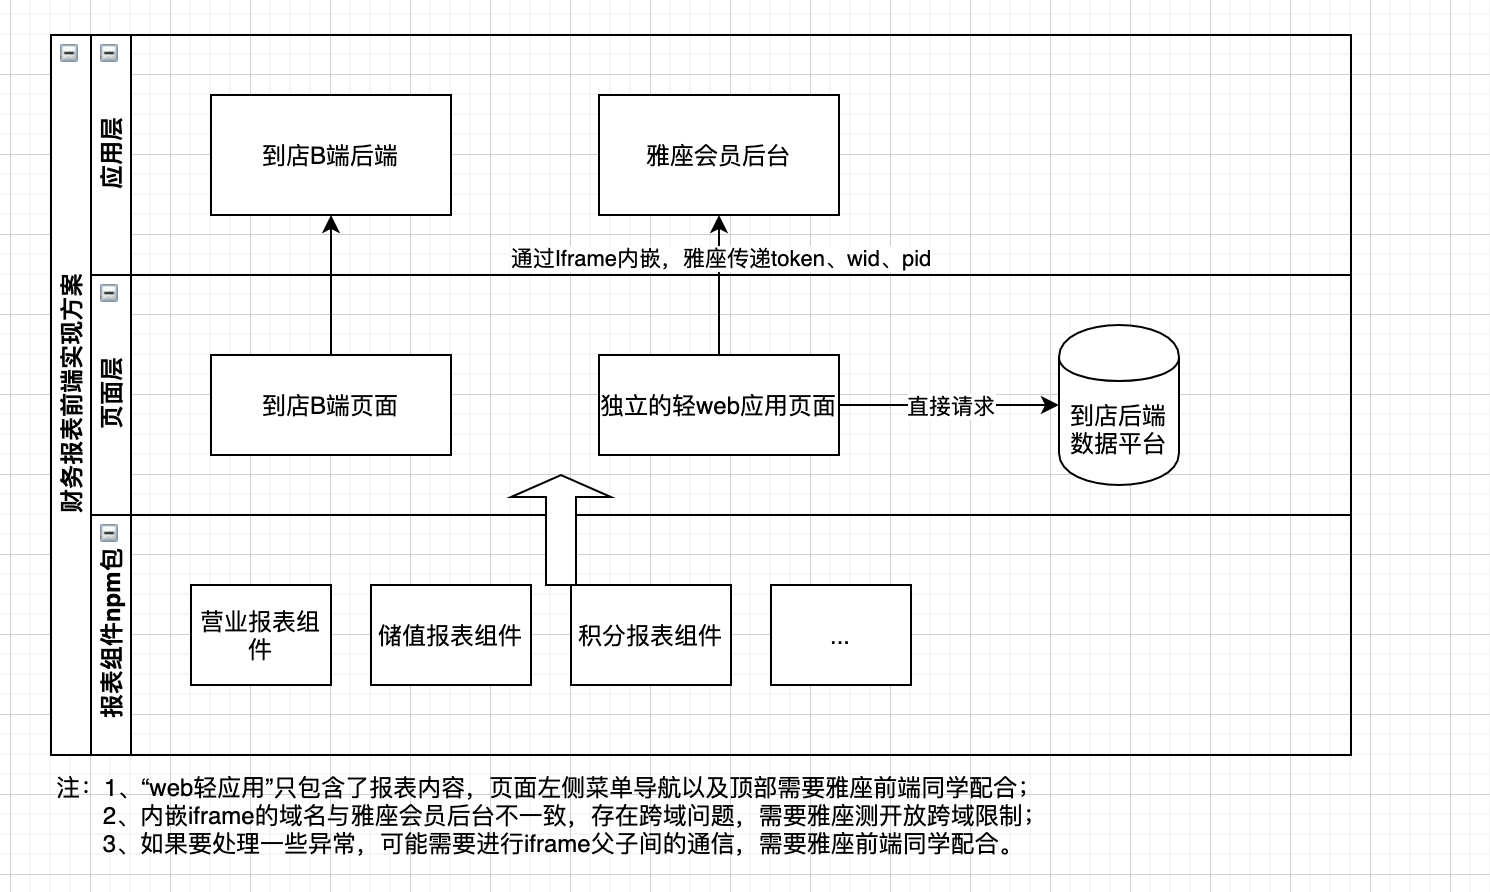 财务报表前端实现方案
应用层
到店B端后端
雅座会员后台
通过Iframe内嵌，雅座传递token、wid、pid
页面层
到店B端页面
独立的轻web应用页面
直接请求
到店后端
数据平台
报表组件npm包
营业报表组
件
储值报表组件
积分报表组件
...
注：1、“web轻应用”只包含了报表内容，页面左侧菜单导航以及顶部需要雅座前端同学配合；
2、内嵌iframe的域名与雅座会员后台不一致，存在跨域问题，需要雅座测开放跨域限制；
3、如果要处理一些异常，可能需要进行iframe父子间的通信，需要雅座前端同学配合。